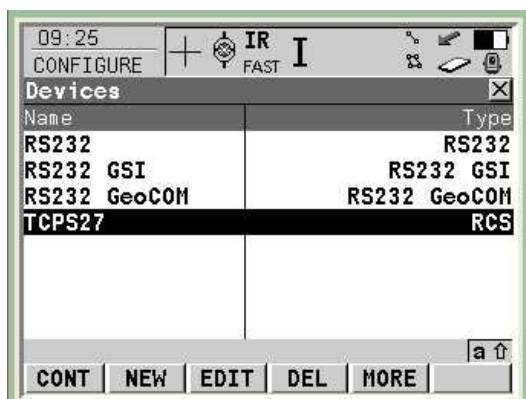 09:25
CONFIGURE
IR
FAST I
Devices
Name Type
RS232 RS232
RS232 GSI RS232 GSI
RS232 GeoCOM RS232 GeoCOM
TCPS27 RCS
a
CONT NEW EDIT DEL MORE